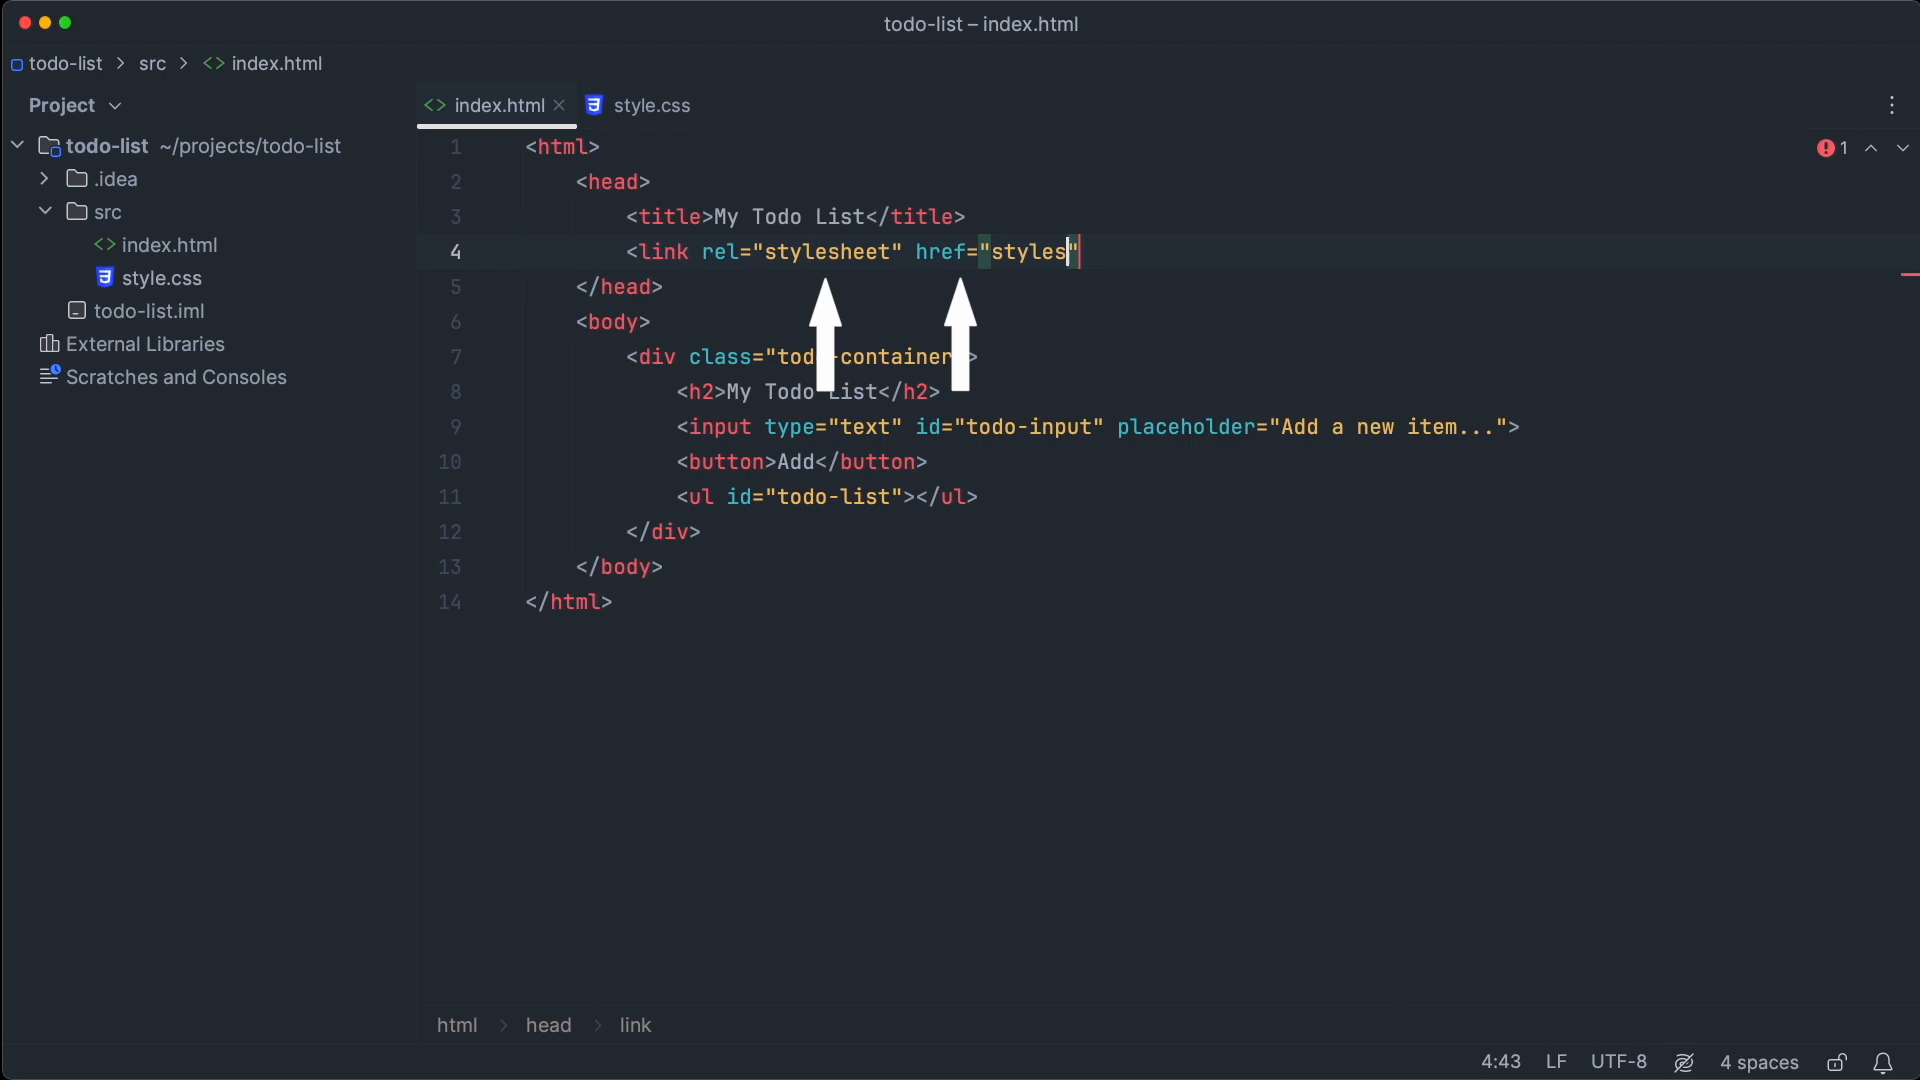 todo-list – index.html
todo-list > src > <> index.html
Project
index.html
style.css
todo-list ~/projects/todo-list
.idea
src
<> index.html
style.css
todo-list.iml
External Libraries
Scratches and Consoles
1 <html>
2 <head>
3 <title>My Todo List</title>
4 <link rel="stylesheet" href="styles"
5 </head>
6 <body>
7 <div class="todo-container">
8 <h2>My Todo List</h2>
9 <input type="text" id="todo-input" placeholder="Add a new item...">
10 <button>Add</button>
11 <ul id="todo-list"></ul>
12 </div>
13 </body>
14 </html>
1
html > head > link
4:43 LF UTF-8 4 spaces